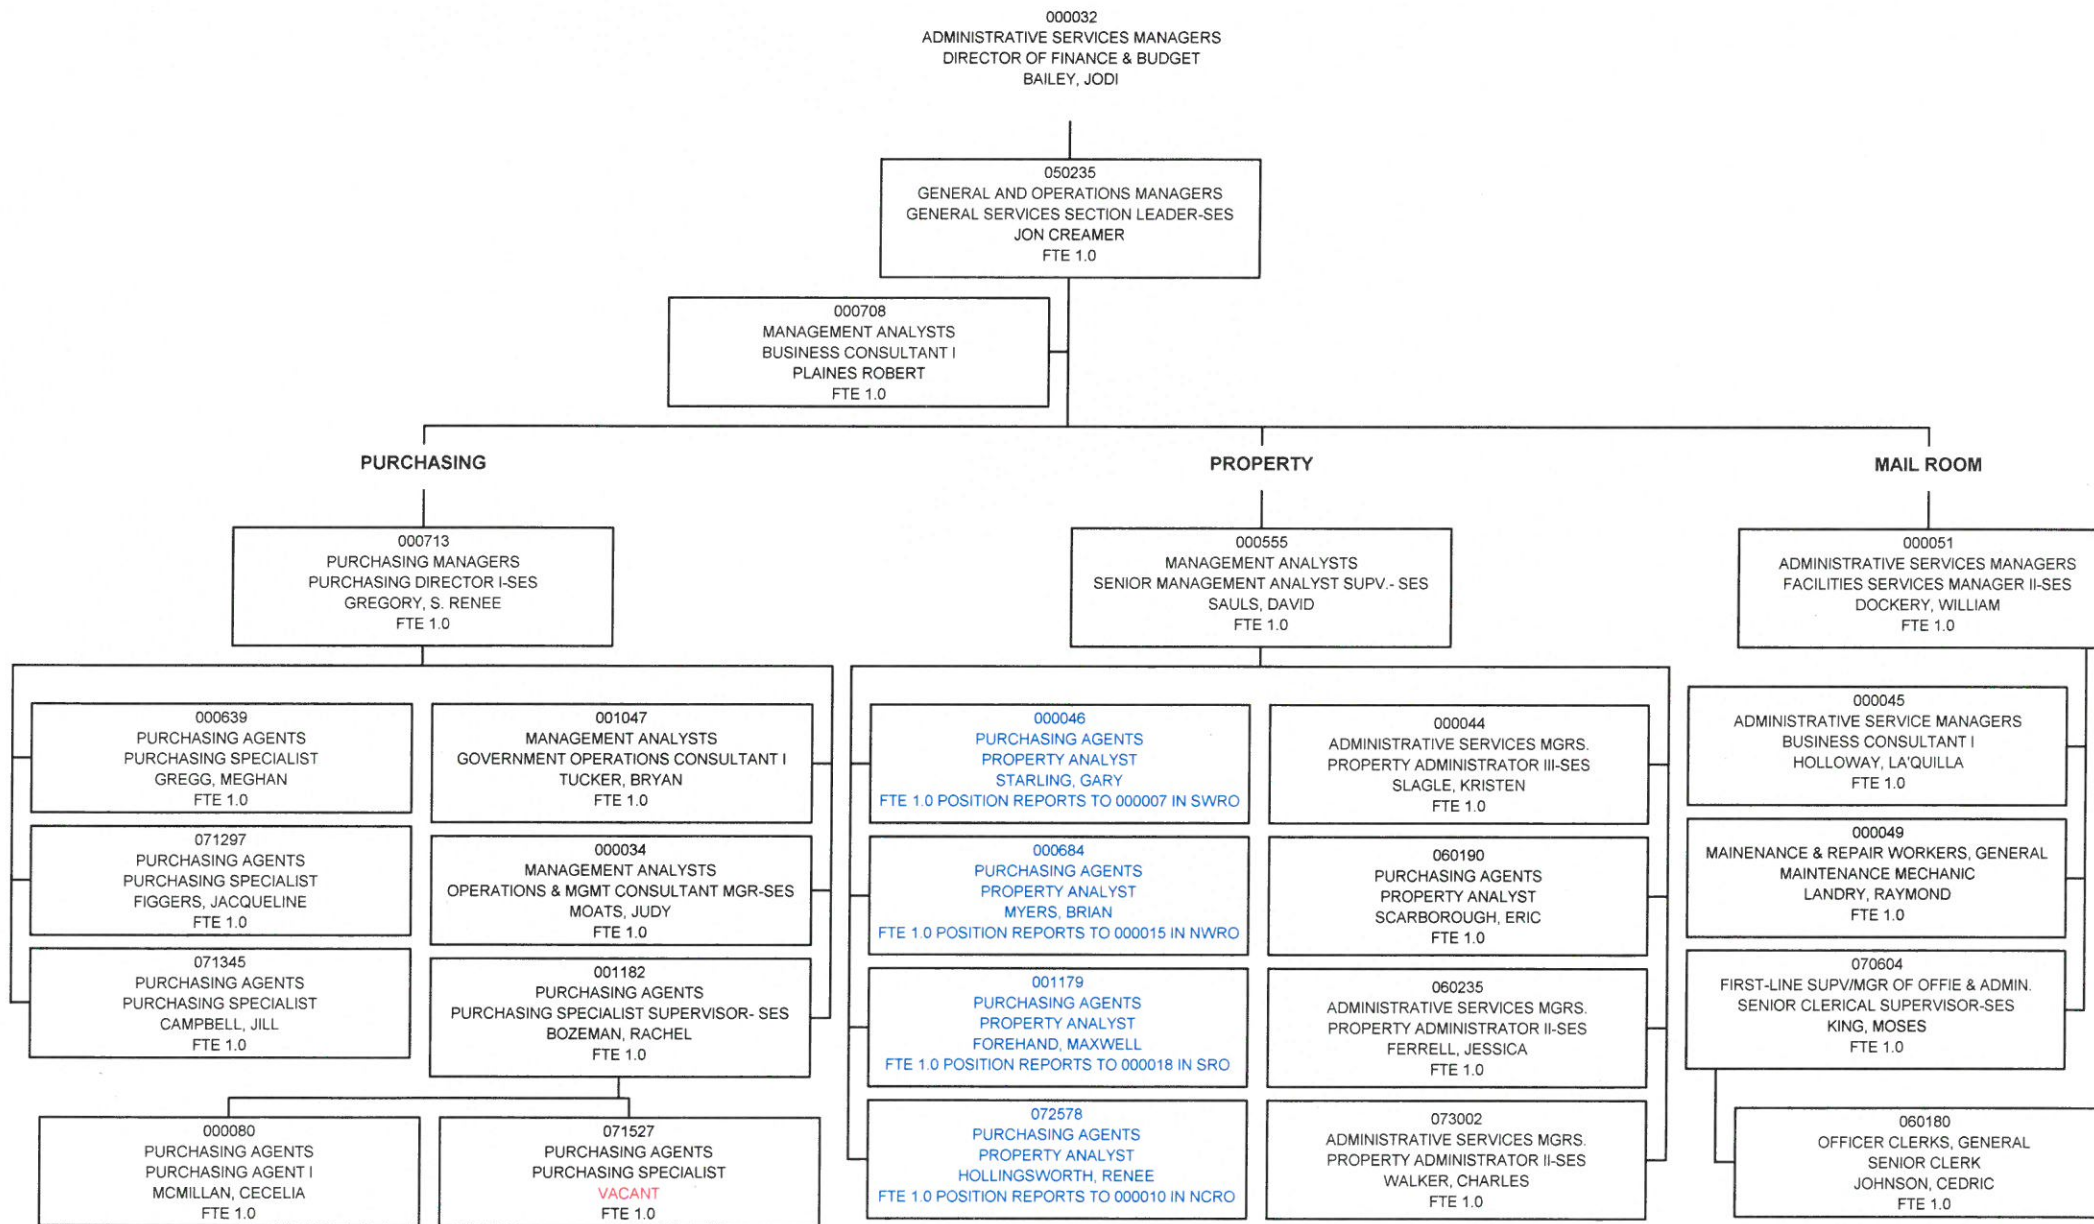 000032
ADMINISTRATIVE SERVICES MANAGERS
DIRECTOR OF FINANCE & BUDGET
BAILEY, JODI
050235
GENERAL AND OPERATIONS MANAGERS
GENERAL SERVICES SECTION LEADER-SES
JON CREAMER
FTE 1.0
000708
MANAGEMENT ANALYSTS
BUSINESS CONSULTANT I
PLAINES ROBERT
FTE 1.0
PURCHASING
000713
PURCHASING MANAGERS
PURCHASING DIRECTOR I-SES
GREGORY, S. RENEE
FTE 1.0
000639
PURCHASING AGENTS
PURCHASING SPECIALIST
GREGG, MEGHAN
FTE 1.0
071297
PURCHASING AGENTS
PURCHASING SPECIALIST
FIGGERS, JACQUELINE
FTE 1.0
071345
PURCHASING AGENTS
PURCHASING SPECIALIST
CAMPBELL, JILL
FTE 1.0
001047
MANAGEMENT ANALYSTS
GOVERNMENT OPERATIONS CONSULTANT I
TUCKER, BRYAN
FTE 1.0
000034
MANAGEMENT ANALYSTS
OPERATIONS & MGMT CONSULTANT MGR-SES
MOATS, JUDY
FTE 1.0
001182
PURCHASING AGENTS
PURCHASING SPECIALIST SUPERVISOR- SES
BOZEMAN, RACHEL
FTE 1.0
000080
PURCHASING AGENTS
PURCHASING AGENT I
MCMILLAN, CECELIA
FTE 1.0
071527
PURCHASING AGENTS
PURCHASING SPECIALIST
VACANT
FTE 1.0
PROPERTY
000555
MANAGEMENT ANALYSTS
SENIOR MANAGEMENT ANALYST SUPV.- SES
SAULS, DAVID
FTE 1.0
000046
PURCHASING AGENTS
PROPERTY ANALYST
STARLING, GARY
FTE 1.0 POSITION REPORTS TO 000007 IN SWRO
000684
PURCHASING AGENTS
PROPERTY ANALYST
MYERS, BRIAN
FTE 1.0 POSITION REPORTS TO 000015 IN NWRO
001179
PURCHASING AGENTS
PROPERTY ANALYST
FOREHAND, MAXWELL
FTE 1.0 POSITION REPORTS TO 000018 IN SRO
072578
PURCHASING AGENTS
PROPERTY ANALYST
HOLLINGSWORTH, RENEE
FTE 1.0 POSITION REPORTS TO 000010 IN NCRO
000044
ADMINISTRATIVE SERVICES MGRS.
PROPERTY ADMINISTRATOR III-SES
SLAGLE, KRISTEN
FTE 1.0
060190
PURCHASING AGENTS
PROPERTY ANALYST
SCARBOROUGH, ERIC
FTE 1.0
060235
ADMINISTRATIVE SERVICES MGRS.
PROPERTY ADMINISTRATOR II-SES
FERRELL, JESSICA
FTE 1.0
073002
ADMINISTRATIVE SERVICES MGRS.
PROPERTY ADMINISTRATOR II-SES
WALKER, CHARLES
FTE 1.0
MAIL ROOM
000051
ADMINISTRATIVE SERVICES MANAGERS
FACILITIES SERVICES MANAGER II-SES
DOCKERY, WILLIAM
FTE 1.0
000045
ADMINISTRATIVE SERVICE MANAGERS
BUSINESS CONSULTANT I
HOLLOWAY, LA'QUILLA
FTE 1.0
000049
MAINENANCE & REPAIR WORKERS, GENERAL
MAINTENANCE MECHANIC
LANDRY, RAYMOND
FTE 1.0
070604
FIRST-LINE SUPV/MGR OF OFFIE & ADMIN.
SENIOR CLERICAL SUPERVISOR-SES
KING, MOSES
FTE 1.0
060180
OFFICER CLERKS, GENERAL
SENIOR CLERK
JOHNSON, CEDRIC
FTE 1.0